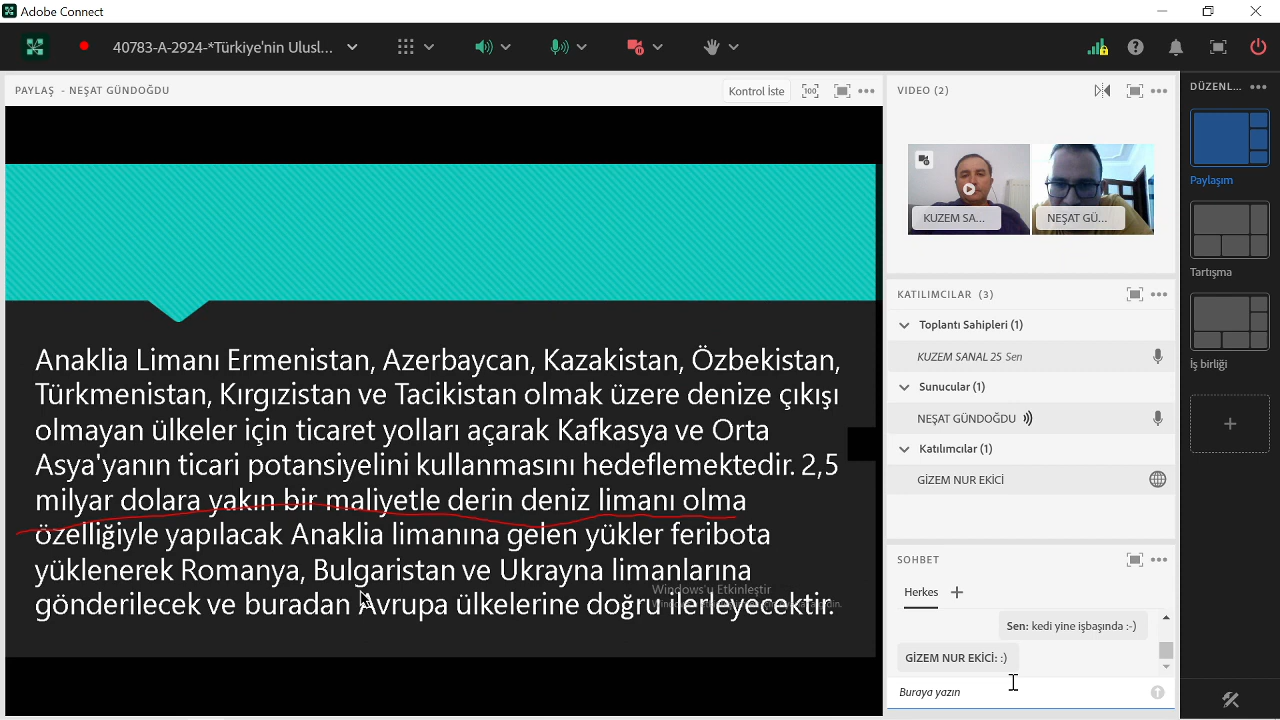 Adobe Connect
40783-A-2924-*Türkiye'nin Ulusl...
PAYLAŞ - NEŞAT GÜNDOĞDU
Kontrol İste
100
Anaklia Limanı Ermenistan, Azerbaycan, Kazakistan, Özbekistan,
Türkmenistan, Kırgızistan ve Tacikistan olmak üzere denize çıkışı
olmayan ülkeler için ticaret yolları açarak Kafkasya ve Orta
Asya'yanın ticari potansiyelini kullanmasını hedeflemektedir. 2,5
milyar dolara yakın bir maliyetle derin deniz limanı olma
özelliğiyle yapılacak Anaklia limanına gelen yükler feribota
yüklenerek Romanya, Bulgaristan ve Ukrayna limanlarına
gönderilecek ve buradan Avrupa ülkelerine doğru ilerleyecektir.
Windows'u Etkinleştir
VIDEO (2)
KUZEM SA...
NEŞAT GÜ...
KATILIMCILAR (3)
Toplantı Sahipleri (1)
KUZEM SANAL 25 Sen
Sunucular (1)
NEŞAT GÜNDOĞDU
Katılımcılar (1)
GİZEM NUR EKİCİ
SOHBET
Herkes
Sen: kedi yine işbaşında :-)
GİZEM NUR EKİCİ: :)
Buraya yazın
DÜZENL...
Paylaşım
Tartışma
İş birliği